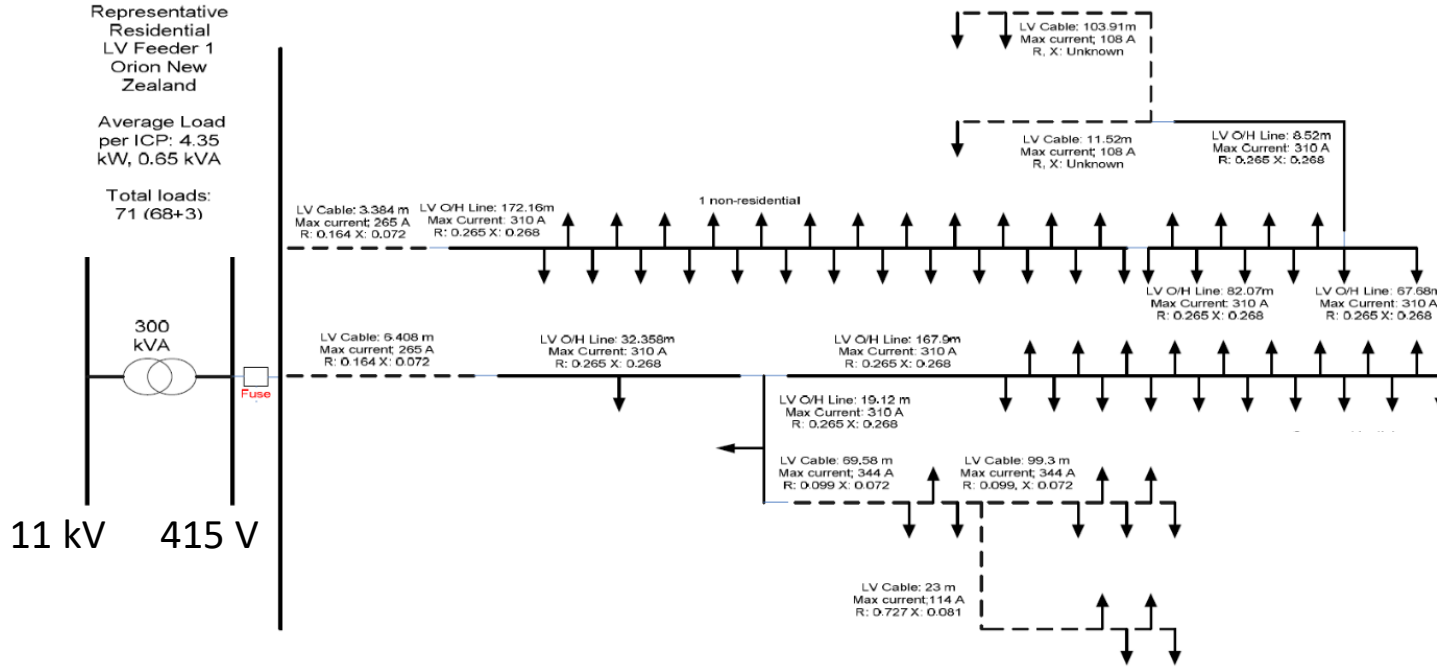 Representative
Residential
LV Feeder 1
Orion New
Zealand
Average Load
per ICP: 4.35
kW, 0.65 kVA
Total loads:
71 (68+3)
LV Cable: 103.91m
Max current; 108 A
R, X: Unknown
LV Cable: 11.52m
Max current; 108 A
R, X: Unknown
LV O/H Line: 8.52m
Max Current: 310 A
R: 0.265 X: 0.268
LV Cable: 3.384 m
Max current; 265 A
R: 0.164 X: 0.072
LV O/H Line: 172.16m
Max Current: 310 A
R: 0.265 X: 0.268
1 non-residential
LV O/H Line: 82.07m
Max Current: 310 A
R: 0.265 X: 0.268
LV O/H Line: 67.68m
Max Current: 310 A
R: 0.265 X: 0.268
300
kVA
Fuse
LV Cable: 6.408 m
Max current; 265 A
R: 0.164 X: 0.072
LV O/H Line: 32.358m
Max Current: 310 A
R: 0.265 X: 0.268
LV O/H Line: 167.9m
Max Current: 310 A
R: 0.265 X: 0.268
LV O/H Line: 19.12 m
Max Current: 310 A
R: 0.265 X: 0.268
LV Cable: 69.58 m
Max current; 344 A
R: 0.099 X: 0.072
LV Cable: 99.3 m
Max current; 344 A
R: 0.099, X: 0.072
LV Cable: 23 m
Max current;114 A
R: 0.727 X: 0.081
11 kV
415 V